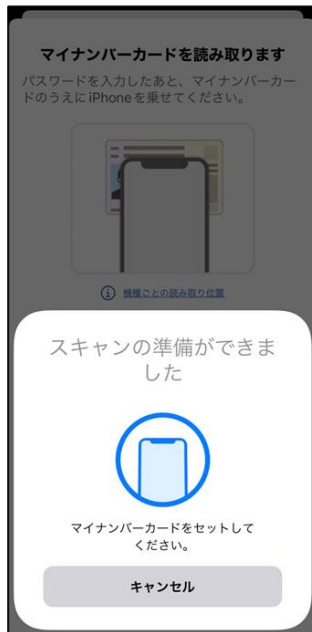 マイナンバーカードを読み取ります
パスワードを入力したあと、マイナンバーカー
ドのうえにiPhoneを乗せてください。
機種ごとの読み取り位置
スキャンの準備ができま
した
マイナンバーカードをセットして
ください。
キャンセル